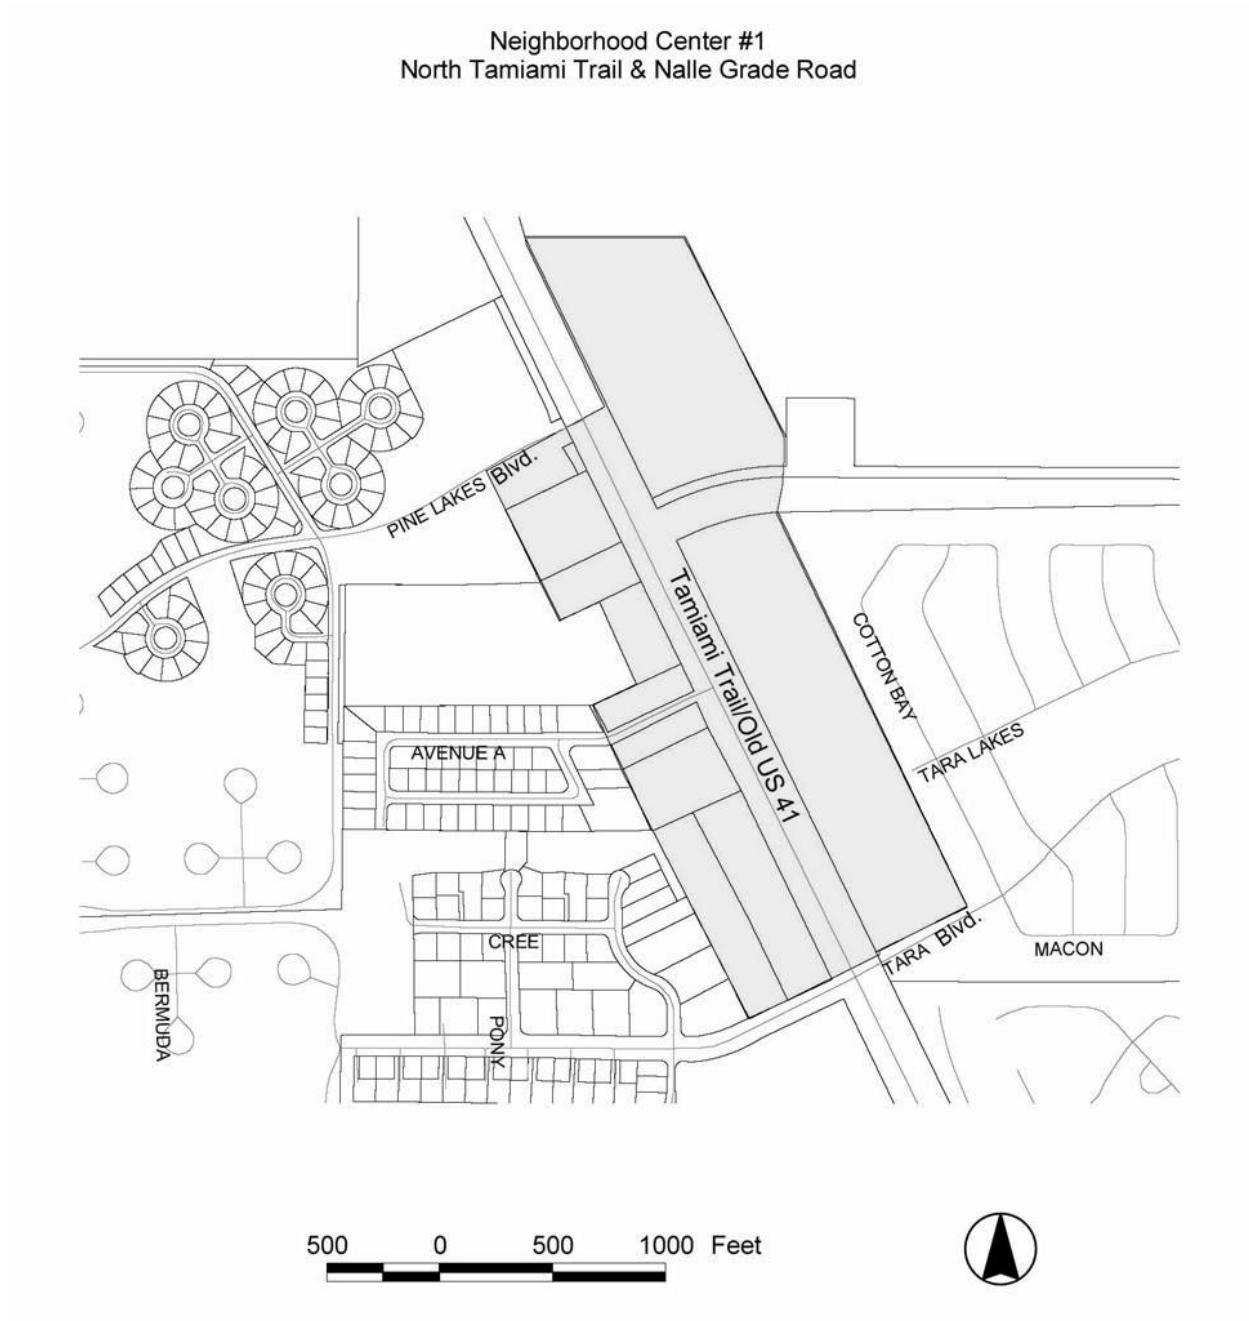 Neighborhood Center #1
North Tamiami Trail & Nalle Grade Road
PINE LAKES Blvd.
Tamiami Trail/Old US 41
COTTON BAY
TARA LAKES
AVENUE A
TARA Blvd.
CREE
MACON
BERMUDA
PONY
500 0 500 1000 Feet